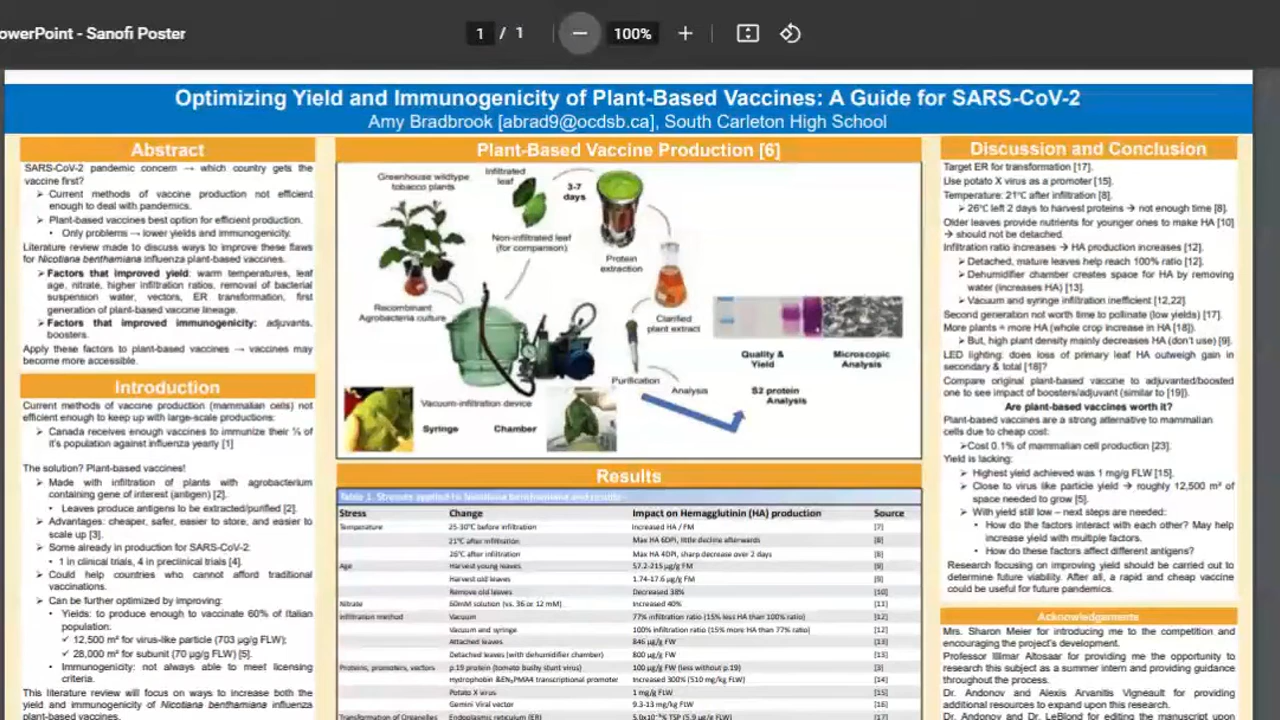 owerPoint - Sanofi Poster
1 / 1
100%
Optimizing Yield and Immunogenicity of Plant-Based Vaccines: A Guide for SARS-CoV-2
Amy Bradbrook [abrad9@ocdsb.ca], South Carleton High School
Abstract
SARS-CoV-2 pandemic concern → which country gets the
vaccine first?
➢ Current methods of vaccine production not efficient
enough to deal with pandemics.
➢ Plant-based vaccines best option for efficient production.
• Only problems → lower yields and immunogenicity.
Literature review made to discuss ways to improve these flaws
for Nicotiana benthamiana influenza plant-based vaccines.
➢ Factors that improved yield: warm temperatures, leaf
age, nitrate, higher infiltration ratios, removal of bacterial
suspension water, vectors, ER transformation, first
generation of plant-based vaccine lineage.
➢ Factors that improved immunogenicity: adjuvants,
boosters.
Apply these factors to plant-based vaccines → vaccines may
become more accessible.
Introduction
Current methods of vaccine production (mammalian cells) not
efficient enough to keep up with large-scale productions:
➢ Canada receives enough vaccines to immunize their ⅓ of
it's population against influenza yearly [1]
The solution? Plant-based vaccines!
➢ Made with infiltration of plants with agrobacterium
containing gene of interest (antigen) [2].
• Leaves produce antigens to be extracted/purified [2].
➢ Advantages: cheaper, safer, easier to store, and easier to
scale up [3].
➢ Some already in production for SARS-CoV-2.
• 1 in clinical trials, 4 in preclinical trials [4].
➢ Could help countries who cannot afford traditional
vaccinations.
➢ Can be further optimized by improving:
• Yields: to produce enough to vaccinate 60% of Italian
population:
✓ 12,500 m² for virus-like particle (703 µg/g FLW);
✓ 28,000 m² for subunit (70 µg/g FLW) [5].
• Immunogenicity: not always able to meet licensing
criteria.
This literature review will focus on ways to increase both the
yield and immunogenicity of Nicotiana benthamiana influenza
plant-based vaccines.
Plant-Based Vaccine Production [6]
Greenhouse wildtype
tobacco plants
Infiltrated
leaf
3-7
days
Non-infiltrated leaf
(for comparison)
Protein
extraction
Recombinant
Agrobacteria culture
Clarified
plant extract
Quality &
Yield
Microscopic
Analysis
Purification
Analysis
S2 protein
Analysis
Vacuum-infiltration device
Syringe
Chamber
Results
Table 1. Stresses applied to Nicotiana benthamiana and results
Stress Change Impact on Hemagglutinin (HA) production Source
Temperature 25-30°C before infiltration Increased HA / FM [7]
21°C after infiltration Max HA 6DPI, little decline afterwards [8]
26°C after infiltration Max HA 4DPI, sharp decrease over 2 days [8]
Age Harvest young leaves 57.2-215 µg/g FM [9]
Harvest old leaves 1.74-17.6 µg/g FM [9]
Remove old leaves Decreased 38% [10]
Nitrate 60mM solution (vs. 36 or 12 mM) Increased 40% [11]
Infiltration method Vacuum 77% infiltration ratio (15% less HA than 100% ratio) [12]
Vacuum and syringe 100% infiltration ratio (15% more HA than 77% ratio) [12]
Attached leaves 846 µg/g FW [13]
Detached leaves (with dehumidifier chamber) 800 µg/g FW [13]
Proteins, promoters, vectors p.19 protein (tomato bushy stunt virus) 100 µg/g FW (less without p.19) [3]
Increased 300% (510 mg/kg FLW) [14]
Potato X virus 1 mg/g FLW [15]
Gemini Viral vector 9.3-13 mg/kg FLW [16]
Transformation of Organelles Endoplasmic reticulum (ER) [17]
Discussion and Conclusion
Target ER for transformation [17].
Use potato X virus as a promoter [15].
Temperature: 21°C after infiltration [8].
➢ 26°C left 2 days to harvest proteins → not enough time [8].
Older leaves provide nutrients for younger ones to make HA [10]
→ should not be detached.
Infiltration ratio increases → HA production increases [12].
➢ Detached, mature leaves help reach 100% ratio [12].
➢ Dehumidifier chamber creates space for HA by removing
water (increases HA) [13].
➢ Vacuum and syringe infiltration inefficient [12,22].
Second generation not worth time to pollinate (low yields) [17].
More plants = more HA (whole crop increase in HA [18]).
➢ But, high plant density mainly decreases HA (don't use) [9].
LED lighting: does loss of primary leaf HA outweigh gain in
secondary & total [18]?
Compare original plant-based vaccine to adjuvanted/boosted
one to see impact of boosters/adjuvant (similar to [19]).
Are plant-based vaccines worth it?
Plant-based vaccines are a strong alternative to mammalian
cells due to cheap cost:
➢Cost 0.1% of mammalian cell production [23].
Yield is lacking:
➢ Highest yield achieved was 1 mg/g FLW [15].
➢ Close to virus like particle yield → roughly 12,500 m² of
space needed to grow [5].
➢ With yield still low – next steps are needed:
• How do the factors interact with each other? May help
increase yield with multiple factors.
• How do these factors affect different antigens?
Research focusing on improving yield should be carried out to
determine future viability. After all, a rapid and cheap vaccine
could be useful for future pandemics.
Acknowledgements
Mrs. Sharon Meier for introducing me to the competition and
encouraging the project's development.
Professor Illimar Altosaar for providing me the opportunity to
research this subject as a summer intern and providing guidance
throughout the process.
Dr. Andonov and Alexis Arvanitis Vigneault for providing
additional resources to expand upon this research.
Dr. Andonov and Dr. LeBlond for editing the manuscript upon